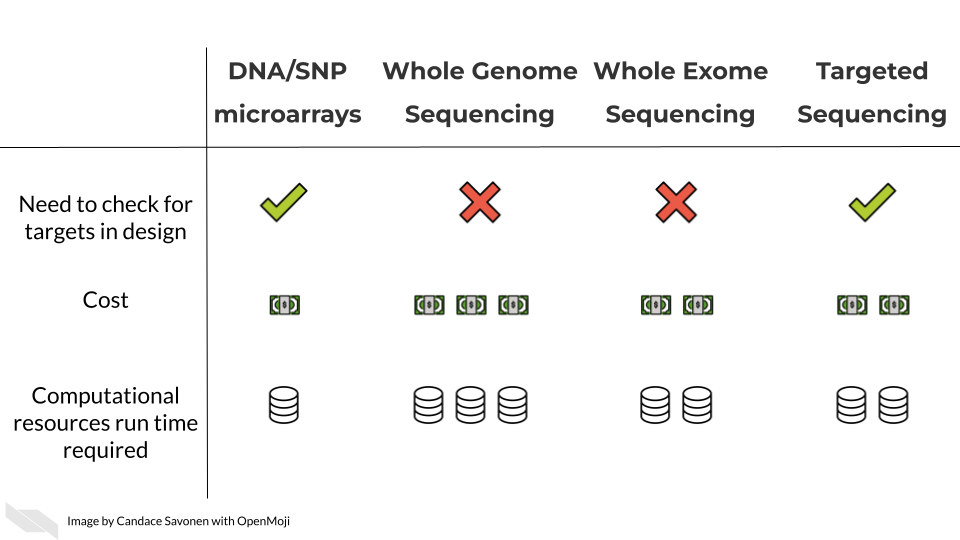 DNA/SNP
microarrays
Whole Genome
Sequencing
Whole Exome
Sequencing
Targeted
Sequencing
Need to check for
targets in design
Cost
Computational
resources run time
required
Image by Candace Savonen with OpenMoji